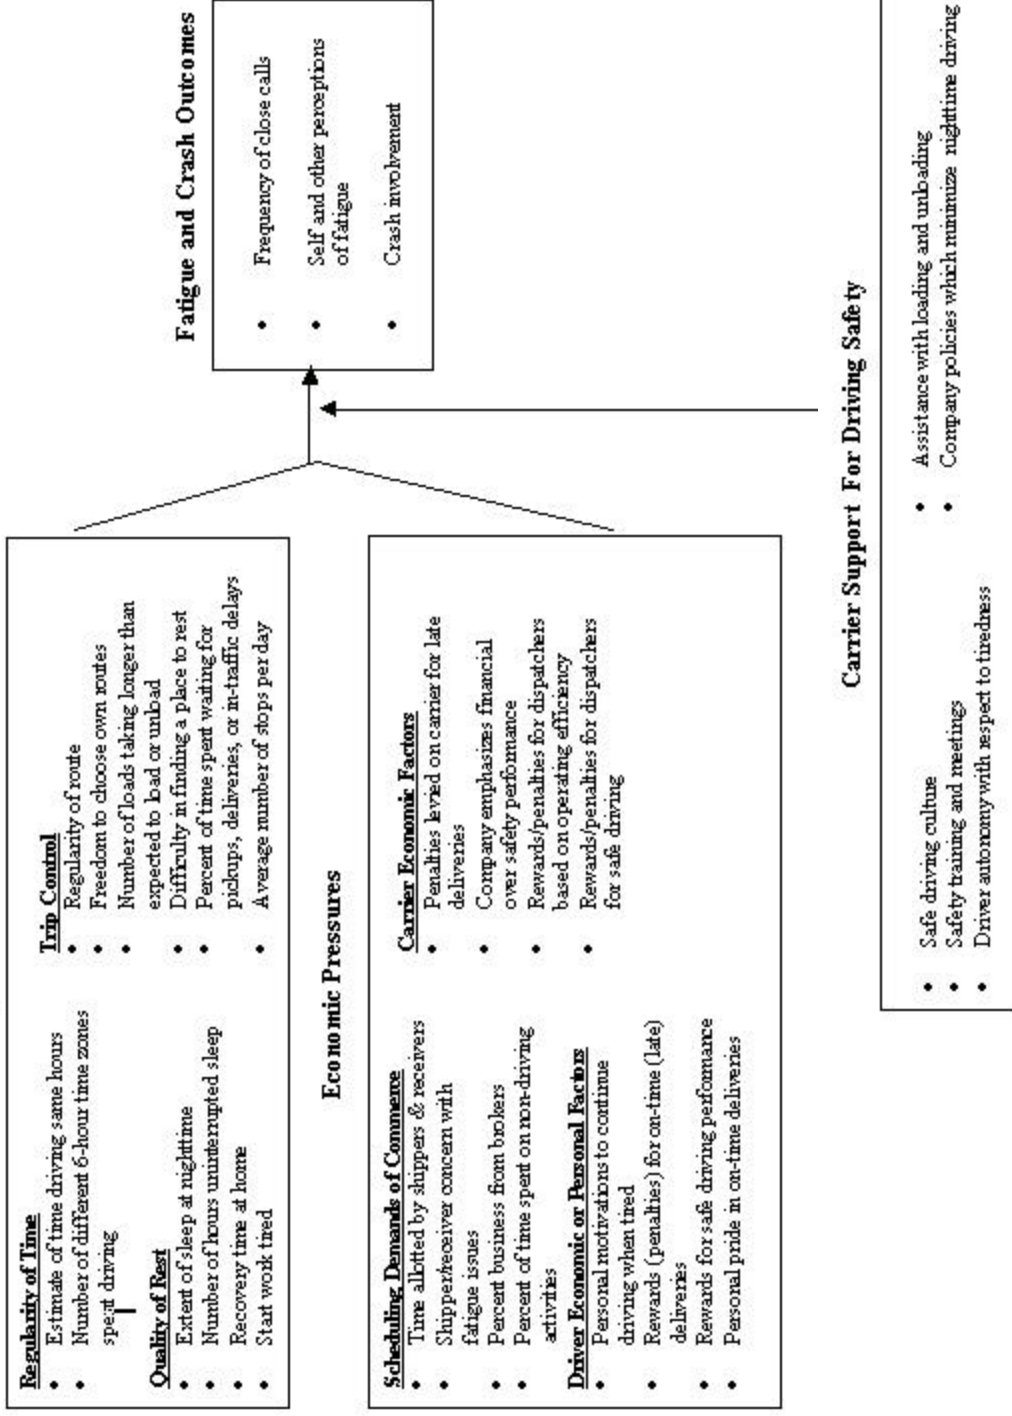 Regularity of Time
• Estimate of time driving same hours
• Number of different 6-hour time zones
spent driving
Quality of Rest
• Extent of sleep at nighttime
• Number of hours uninterrupted sleep
• Recovery time at home
• Start work tired
Trip Control
• Regularity of route
• Freedom to choose own routes
• Number of loads taking longer than
expected to load or unload
• Difficulty in finding a place to rest
• Percent of time spent waiting for
pickups, deliveries, or in-traffic delays
• Average number of stops per day
Economic Pressures
Scheduling Demands of Commerce
• Time allotted by shippers & receivers
• Shipper/receiver concern with
fatigue issues
• Percent business from brokers
• Percent of time spent on non-driving
activities
Driver Economic or Personal Factors
• Personal motivations to continue
driving when tired
• Rewards (penalties) for on-time (late)
deliveries
• Rewards for safe driving performance
• Personal pride in on-time deliveries
Carrier Economic Factors
• Penalties levied on carrier for late
deliveries
• Company emphasizes financial
over safety performance
• Rewards/penalties for dispatchers
based on operating efficiency
• Rewards/penalties for dispatchers
for safe driving
Fatigue and Crash Outcomes
• Frequency of close calls
• Self and other perceptions
of fatigue
• Crash involvement
Carrier Support For Driving Safety
• Safe driving culture
• Safety training and meetings
• Driver autonomy with respect to tiredness
• Assistance with loading and unloading
• Company policies which minimize nighttime driving